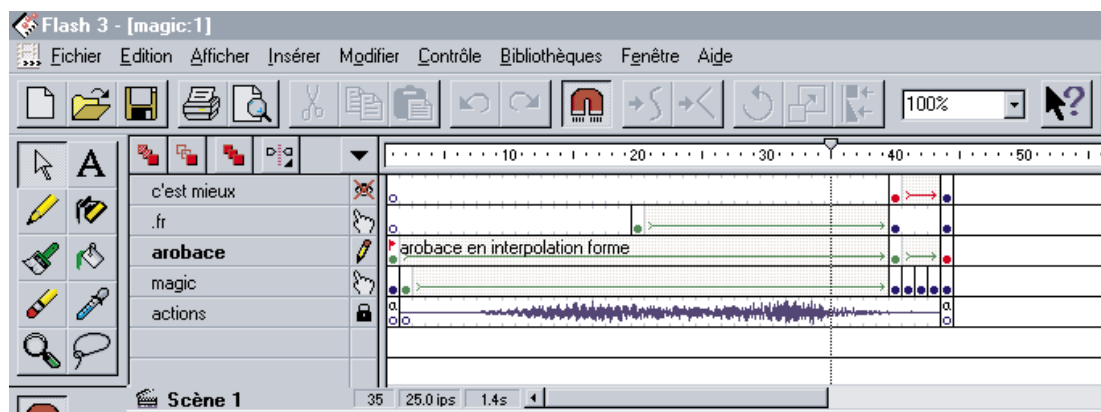 Flash 3 - [magic:1]
Fichier Edition Afficher Insérer Modifier Contrôle Bibliothèques Fenêtre Aide
100%
A
10 20 30 40 50
c'est mieux
.fr
arobace
arobace en interpolation forme
magic
actions
a a
Scène 1 35 25.0 ips 1.4s